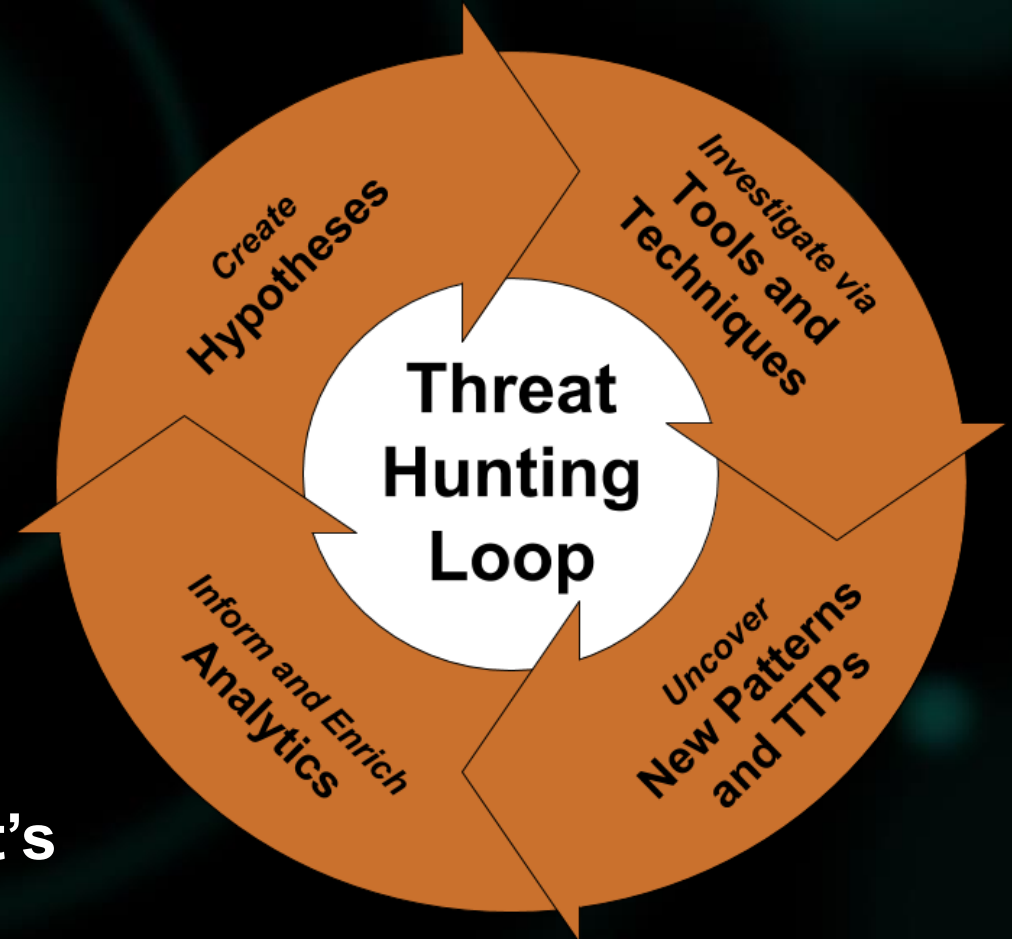 Create
Hypotheses
Investigate via
Tools and
Techniques
Threat
Hunting
Loop
Uncover
New Patterns
and TTPs
Inform and Enrich
Analytics
t’s